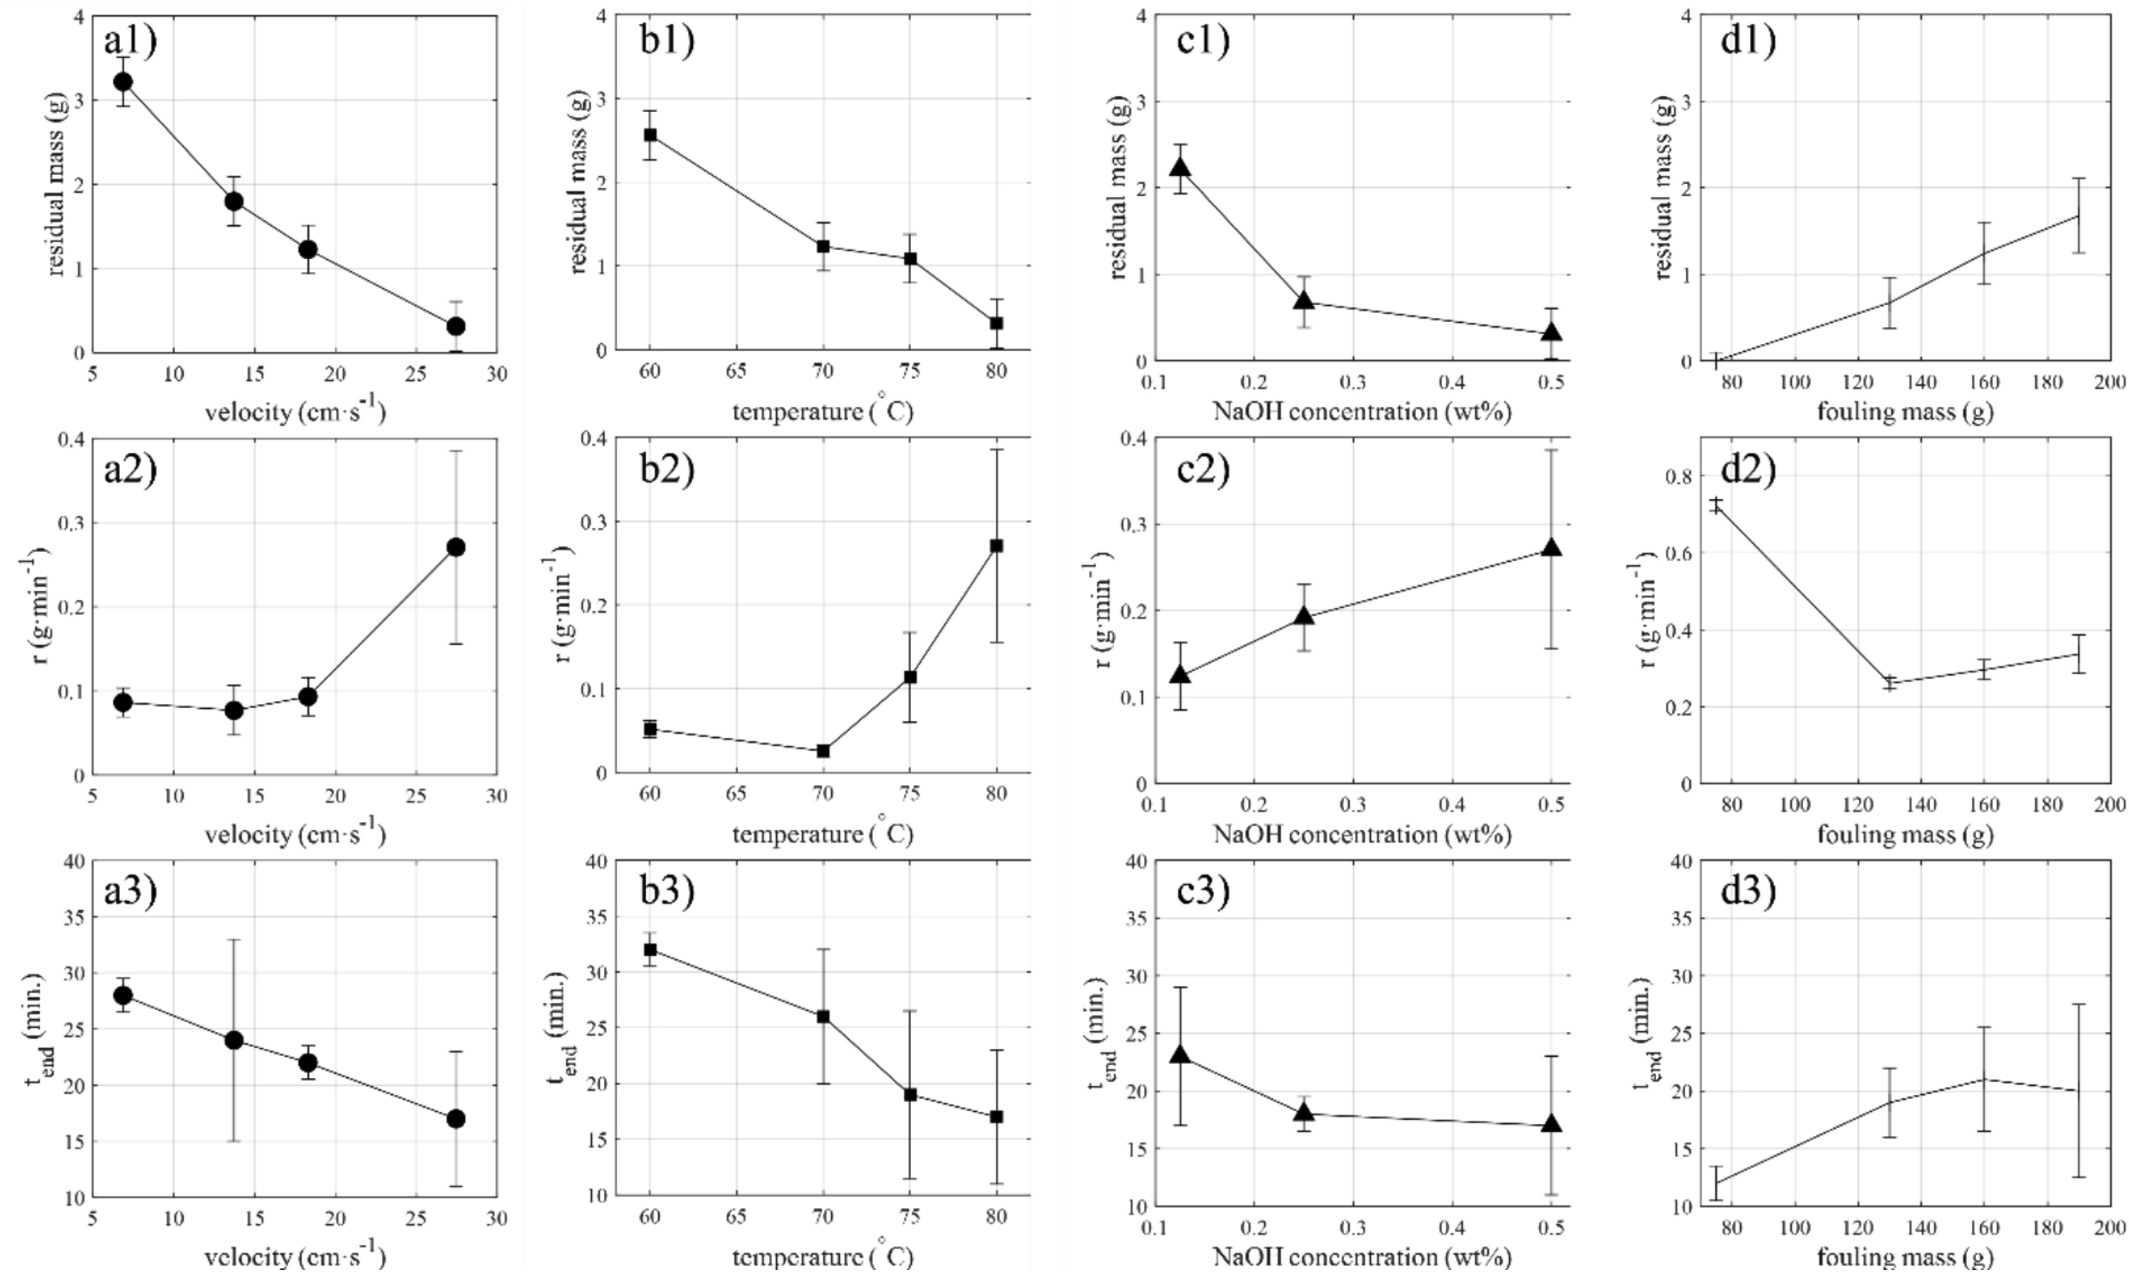 a1)
residual mass (g)
4
3
2
1
0
5 10 15 20 25 30
velocity (cm·s-1)
b1)
residual mass (g)
4
3
2
1
0
60 65 70 75 80
temperature (°C)
c1)
residual mass (g)
4
3
2
1
0
0.1 0.2 0.3 0.4 0.5
NaOH concentration (wt%)
d1)
residual mass (g)
4
3
2
1
0
80 100 120 140 160 180 200
fouling mass (g)
a2)
r (g·min-1)
0.4
0.3
0.2
0.1
0
5 10 15 20 25 30
velocity (cm·s-1)
b2)
r (g·min-1)
0.4
0.3
0.2
0.1
0
60 65 70 75 80
temperature (°C)
c2)
r (g·min-1)
0.4
0.3
0.2
0.1
0
0.1 0.2 0.3 0.4 0.5
NaOH concentration (wt%)
d2)
r (g·min-1)
0.8
0.6
0.4
0.2
0
80 100 120 140 160 180 200
fouling mass (g)
a3)
tend (min.)
40
35
30
25
20
15
10
5 10 15 20 25 30
velocity (cm·s-1)
b3)
tend (min.)
40
35
30
25
20
15
10
60 65 70 75 80
temperature (°C)
c3)
tend (min.)
40
35
30
25
20
15
10
0.1 0.2 0.3 0.4 0.5
NaOH concentration (wt%)
d3)
tend (min.)
40
35
30
25
20
15
10
80 100 120 140 160 180 200
fouling mass (g)